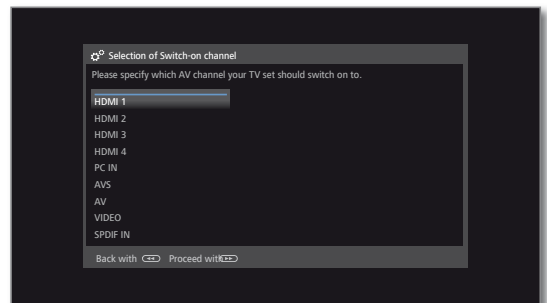 Selection of Switch-on channel
Please specify which AV channel your TV set should switch on to.
HDMI 1
HDMI 2
HDMI 3
HDMI 4
PC IN
AVS
AV
VIDEO
SPDIF IN
Back with Proceed with